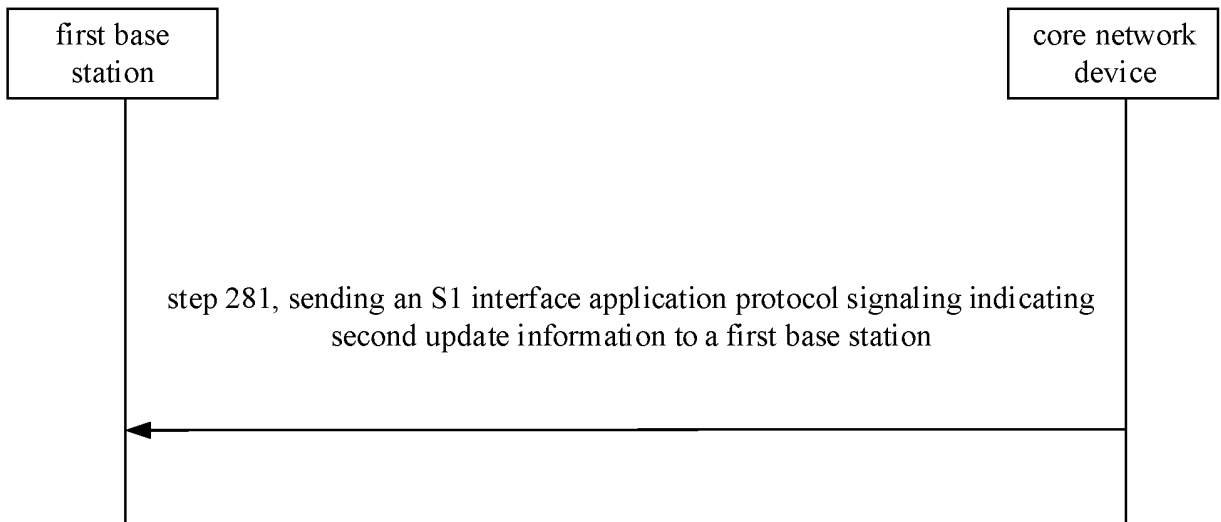 first base
station
core network
device
step 281, sending an S1 interface application protocol signaling indicating
second update information to a first base station